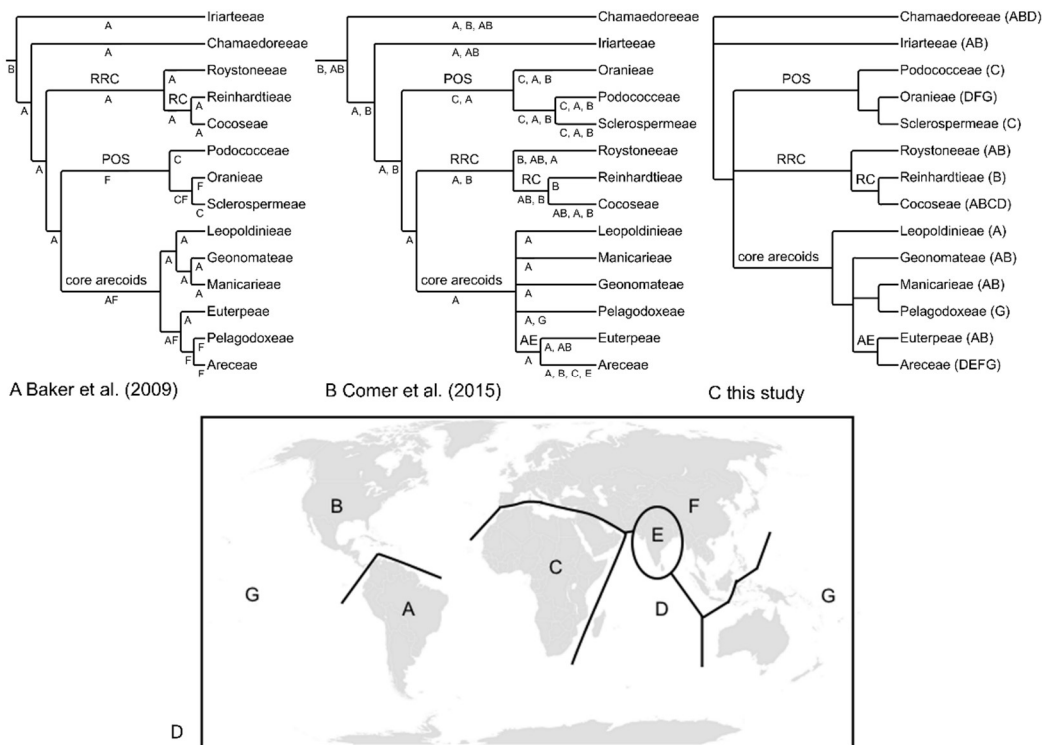 Iriarteeae
A
Chamaedoreeae
B
A
RRC
Roystoneeae
A
A
A
RC
Reinhardtieae
A
A
Cocoseae
A
POS
Podococceae
C
A
F
Oranieae
F
CF
Sclerospermeae
C
Leopoldinieae
A
A
Geonomateae
A
A
A
Manicarieae
A
core arecoids
AF
Euterpeae
A
AF
Pelagodoxeae
F
F
Areceae
F
A Baker et al. (2009)
Chamaedoreeae
A, B, AB
Iriarteeae
A, AB
B, AB
POS
Oranieae
C, A, B
C, A
Podococceae
C, A, B
A, B
C, A, B
Sclerospermeae
C, A, B
RRC
Roystoneeae
B, AB, A
A, B
A, B
RC
Reinhardtieae
B
AB, B
Cocoseae
AB, A, B
Leopoldinieae
A
A
Manicarieae
A
core arecoids
A
Geonomateae
A
Pelagodoxeae
A, G
AE
Euterpeae
A, AB
A
Areceae
A, B, C, E
B Comer et al. (2015)
Chamaedoreeae (ABD)
Iriarteeae (AB)
POS
Podococceae (C)
Oranieae (DFG)
Sclerospermeae (C)
RRC
Roystoneeae (AB)
RC
Reinhardtieae (B)
Cocoseae (ABCD)
Leopoldinieae (A)
core arecoids
Geonomateae (AB)
Manicarieae (AB)
Pelagodoxeae (G)
AE
Euterpeae (AB)
Areceae (DEFG)
C this study
B
F
E
C
G
A
D
G
D